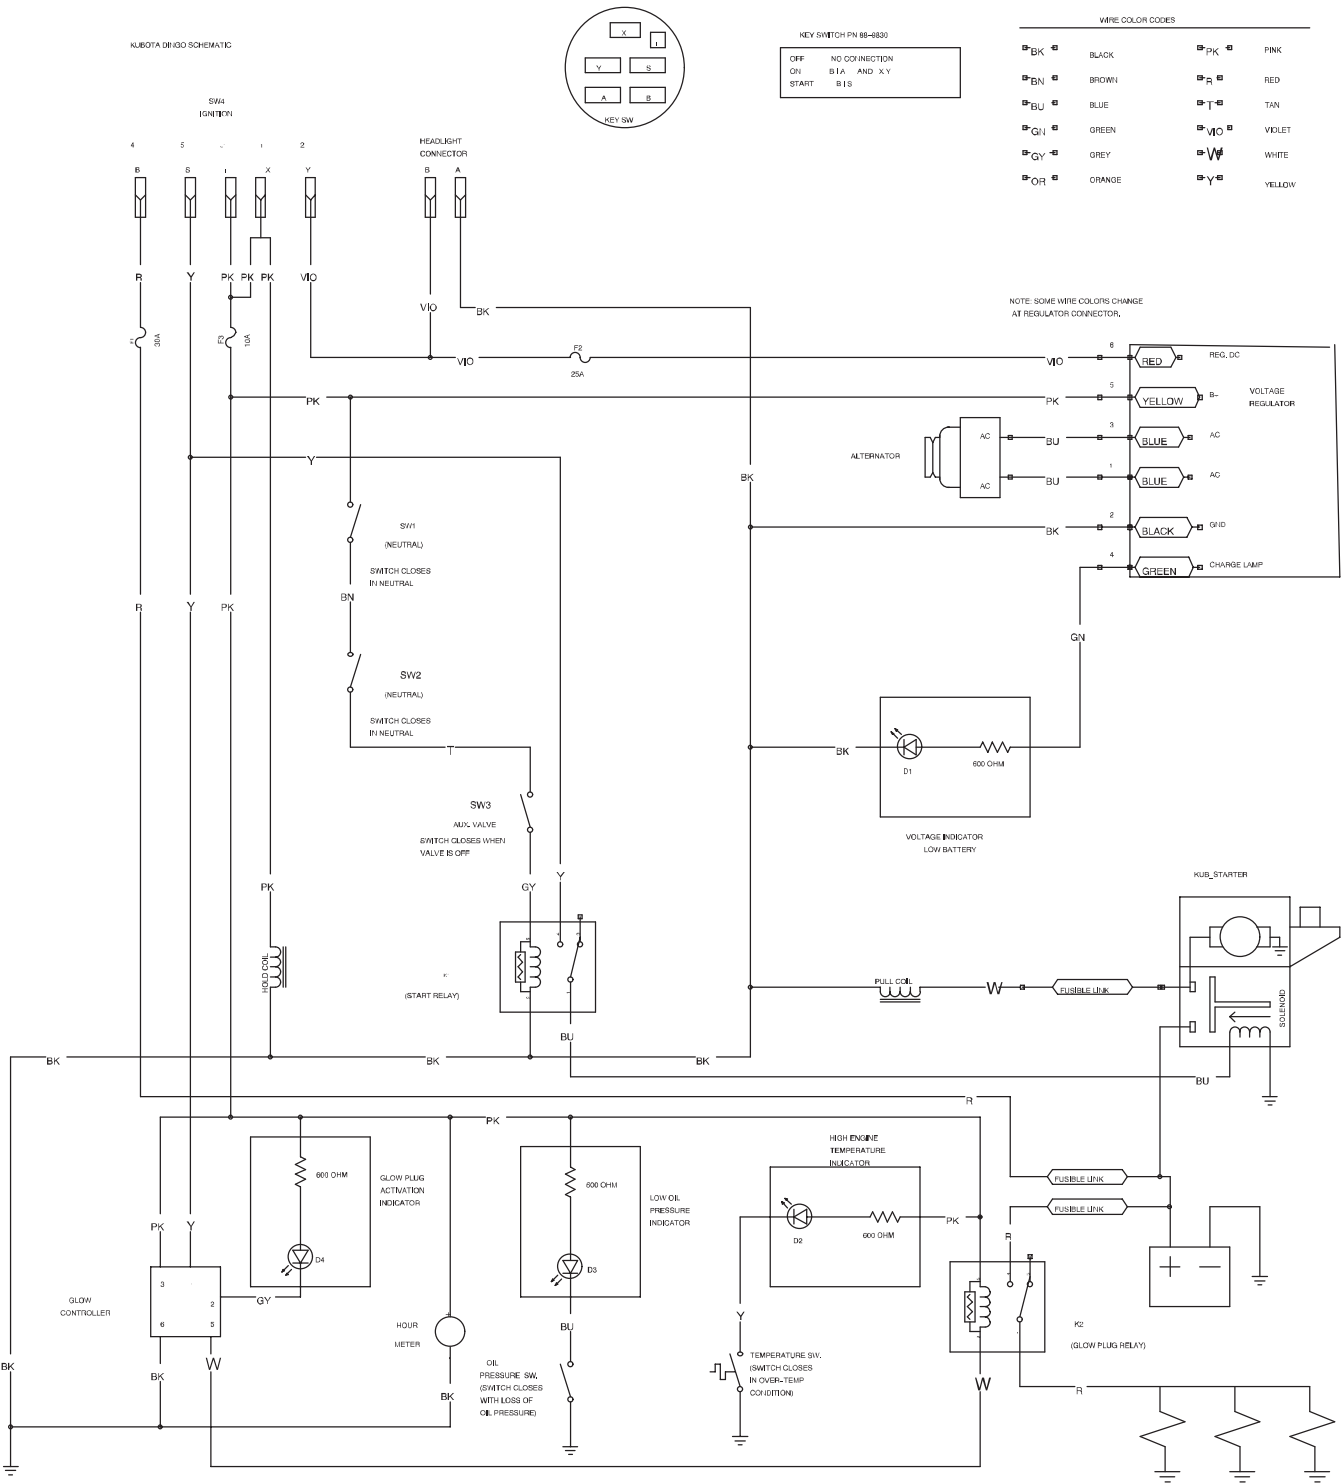 KUBOTA DINGO SCHEMATIC
X
I
Y
S
A
B
KEY SW
KEY SWITCH PN 88-9830
OFF NO CONNECTION
ON B I A AND X Y
START B I S
WIRE COLOR CODES
BK BLACK
PK PINK
BN BROWN
R RED
BU BLUE
T TAN
GN GREEN
VIO VIOLET
GY GREY
W WHITE
OR ORANGE
Y YELLOW
SW4
IGNITION
4 5 1 2
B S I X Y
HEADLIGHT
CONNECTOR
B A
R Y PK PK PK VIO
VIO
BK
F1
30A
F3
10A
VIO
F2
25A
VIO
NOTE: SOME WIRE COLORS CHANGE
AT REGULATOR CONNECTOR.
6
RED
REG. DC
5
PK
PK
YELLOW
B-
VOLTAGE
REGULATOR
ALTERNATOR
AC
BU
3
BLUE
AC
AC
BU
1
BLUE
AC
Y
BK
2
BK
BLACK
GND
4
GREEN
CHARGE LAMP
SW1
(NEUTRAL)
SWITCH CLOSES
IN NEUTRAL
BN
R Y PK
GN
SW2
(NEUTRAL)
SWITCH CLOSES
IN NEUTRAL
T
BK
D1
600 OHM
VOLTAGE INDICATOR
LOW BATTERY
SW3
AUX. VALVE
SWITCH CLOSES WHEN
VALVE IS OFF
PK
GY
Y
KUB_STARTER
HOLD COIL
(START RELAY)
PULL COIL
W
FUSIBLE LINK
SOLENOID
BU
BK
BK
BK
BU
R
PK
600 OHM
D4
GLOW PLUG
ACTIVATION
INDICATOR
600 OHM
D3
LOW OIL
PRESSURE
INDICATOR
HIGH ENGINE
TEMPERATURE
INDICATOR
D2
600 OHM
PK
FUSIBLE LINK
FUSIBLE LINK
R
PK
Y
GLOW
CONTROLLER
3
2
6
5
GY
HOUR
METER
+
-
BU
Y
K2
(GLOW PLUG RELAY)
BK
BK
W
BK
OIL
PRESSURE SW.
(SWITCH CLOSES
WITH LOSS OF
OIL PRESSURE)
TEMPERATURE SW.
(SWITCH CLOSES
IN OVER-TEMP
CONDITION)
W
R